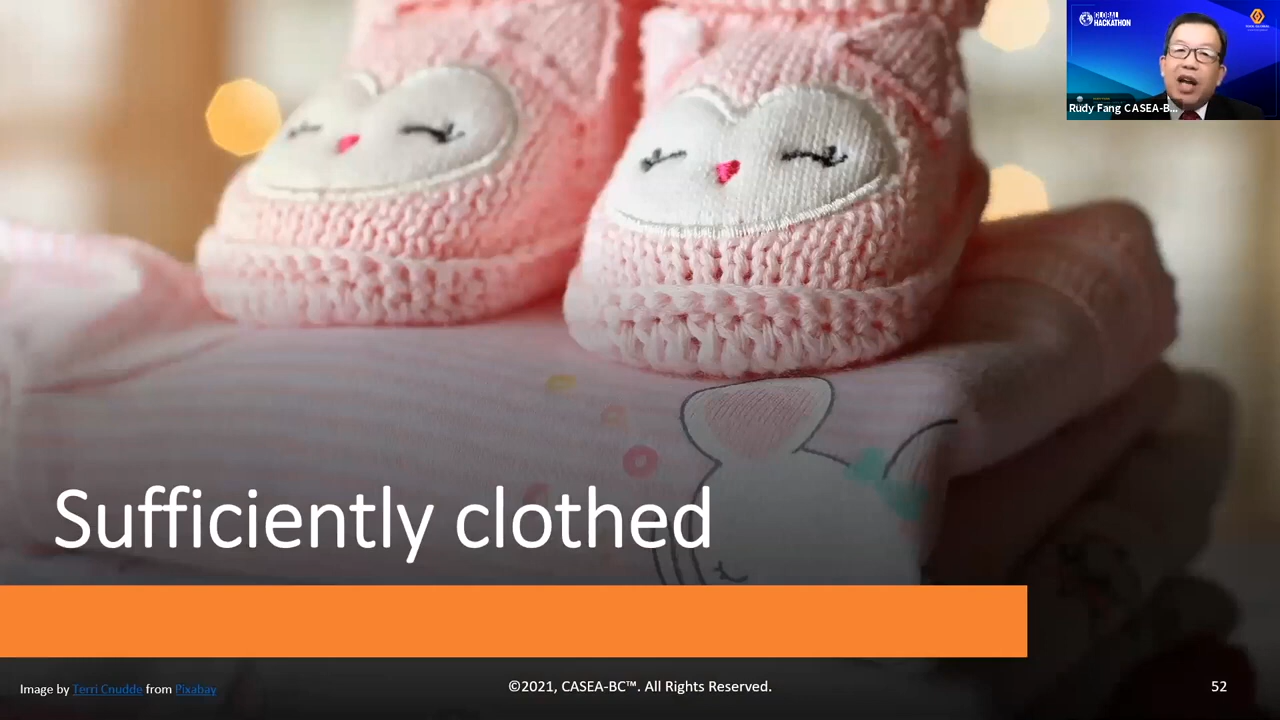 GLOBAL
HACKATHON
Rudy Fang CASEA-B...
Sufficiently clothed
Image by Terri Cnudde from Pixabay
©2021, CASEA-BC™. All Rights Reserved.
52